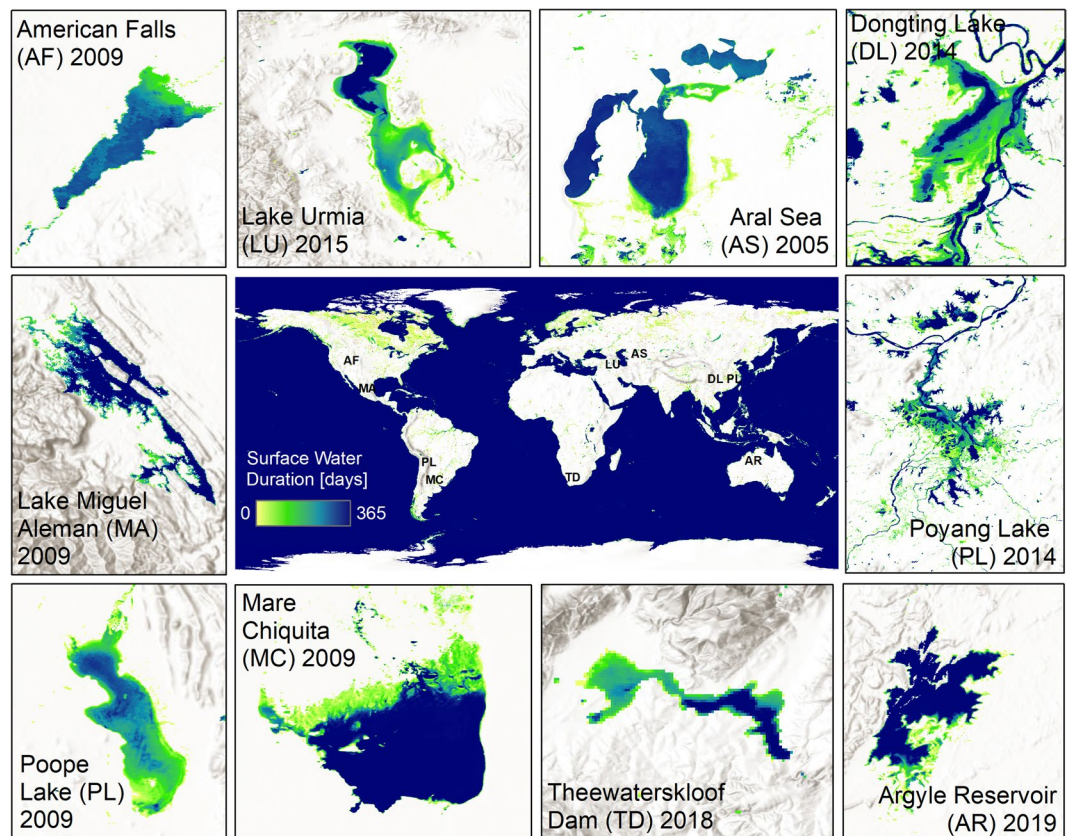 American Falls
(AF) 2009
Lake Urmia
(LU) 2015
Aral Sea
(AS) 2005
Dongting Lake
(DL) 2014
Lake Miguel
Aleman (MA)
2009
AF
MA
PL
MC
LU
AS
DL PL
TD
AR
Surface Water
Duration [days]
0
365
Poyang Lake
(PL) 2014
Poope
Lake (PL)
2009
Mare
Chiquita
(MC) 2009
Theewaterskloof
Dam (TD) 2018
Argyle Reservoir
(AR) 2019